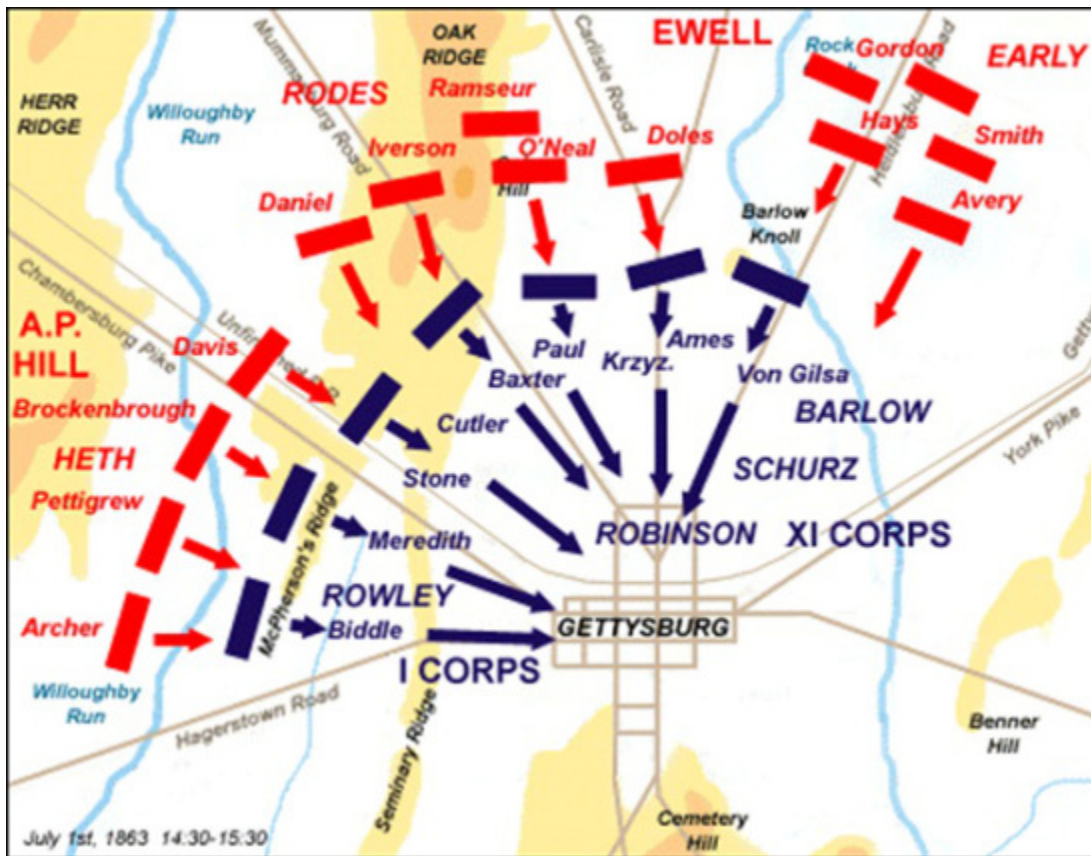 OAK
RIDGE
EWELL
Rock
Gordon
EARLY
HERR
RIDGE
Willoughby
Run
Mummasburg Road
RODES
Ramseur
Carlisle Road
Road
Hays
Smith
Iverson
O'Neal
Hill
Doles
Avery
Daniel
Barlow
Knoll
Chambersburg Pike
A.P.
HILL
Davis
Paul
Krzyz.
Ames
Von Gilsa
Baxter
BARLOW
Brockenbrough
Cutler
York Pike
HETH
Stone
SCHURZ
Pettigrew
McPherson's Ridge
Meredith
ROBINSON
XI CORPS
ROWLEY
Archer
Biddle
GETTYSBURG
I CORPS
Willoughby
Run
Hagerstown Road
Seminary Ridge
Benner
Hill
Cemetery
Hill
July 1st, 1863 14:30-15:30